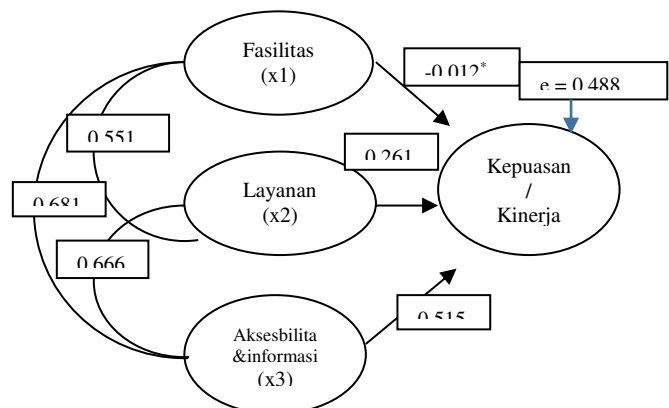 Fasilitas
(x1)
-0.012*
e = 0.488
0.551
0.261
Kepuasan
/
Kinerja
Layanan
(x2)
0.681
0.666
0.515
Aksesbilita
&informasi
(x3)